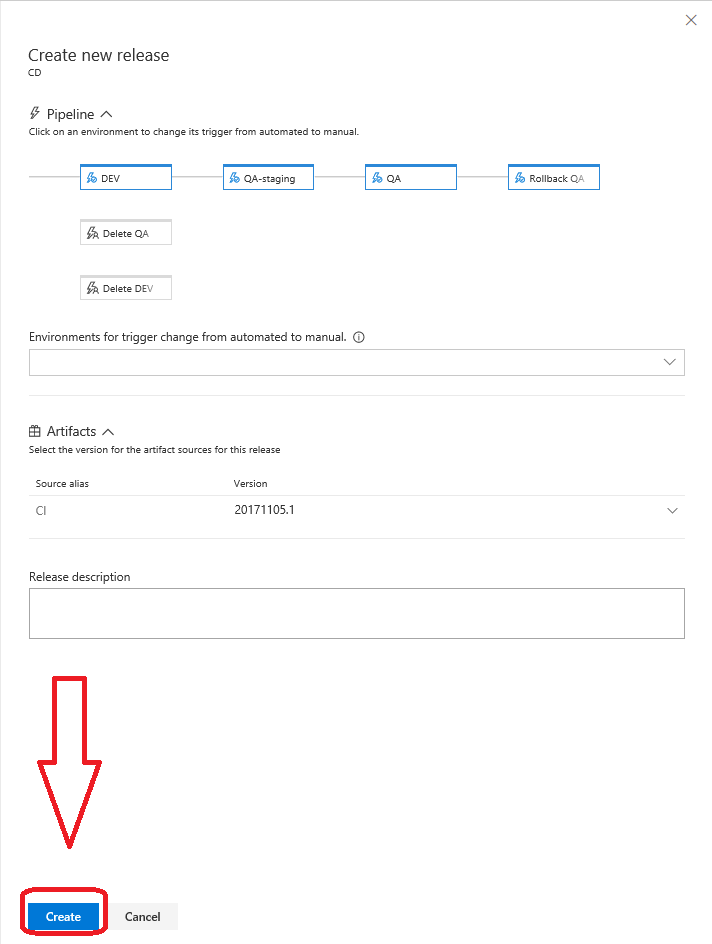 Create new release
CD
Pipeline
Click on an environment to change its trigger from automated to manual.
DEV
QA-staging
QA
Rollback QA
Delete QA
Delete DEV
Environments for trigger change from automated to manual.
Artifacts
Select the version for the artifact sources for this release
Source alias Version
CI 20171105.1
Release description
Create Cancel